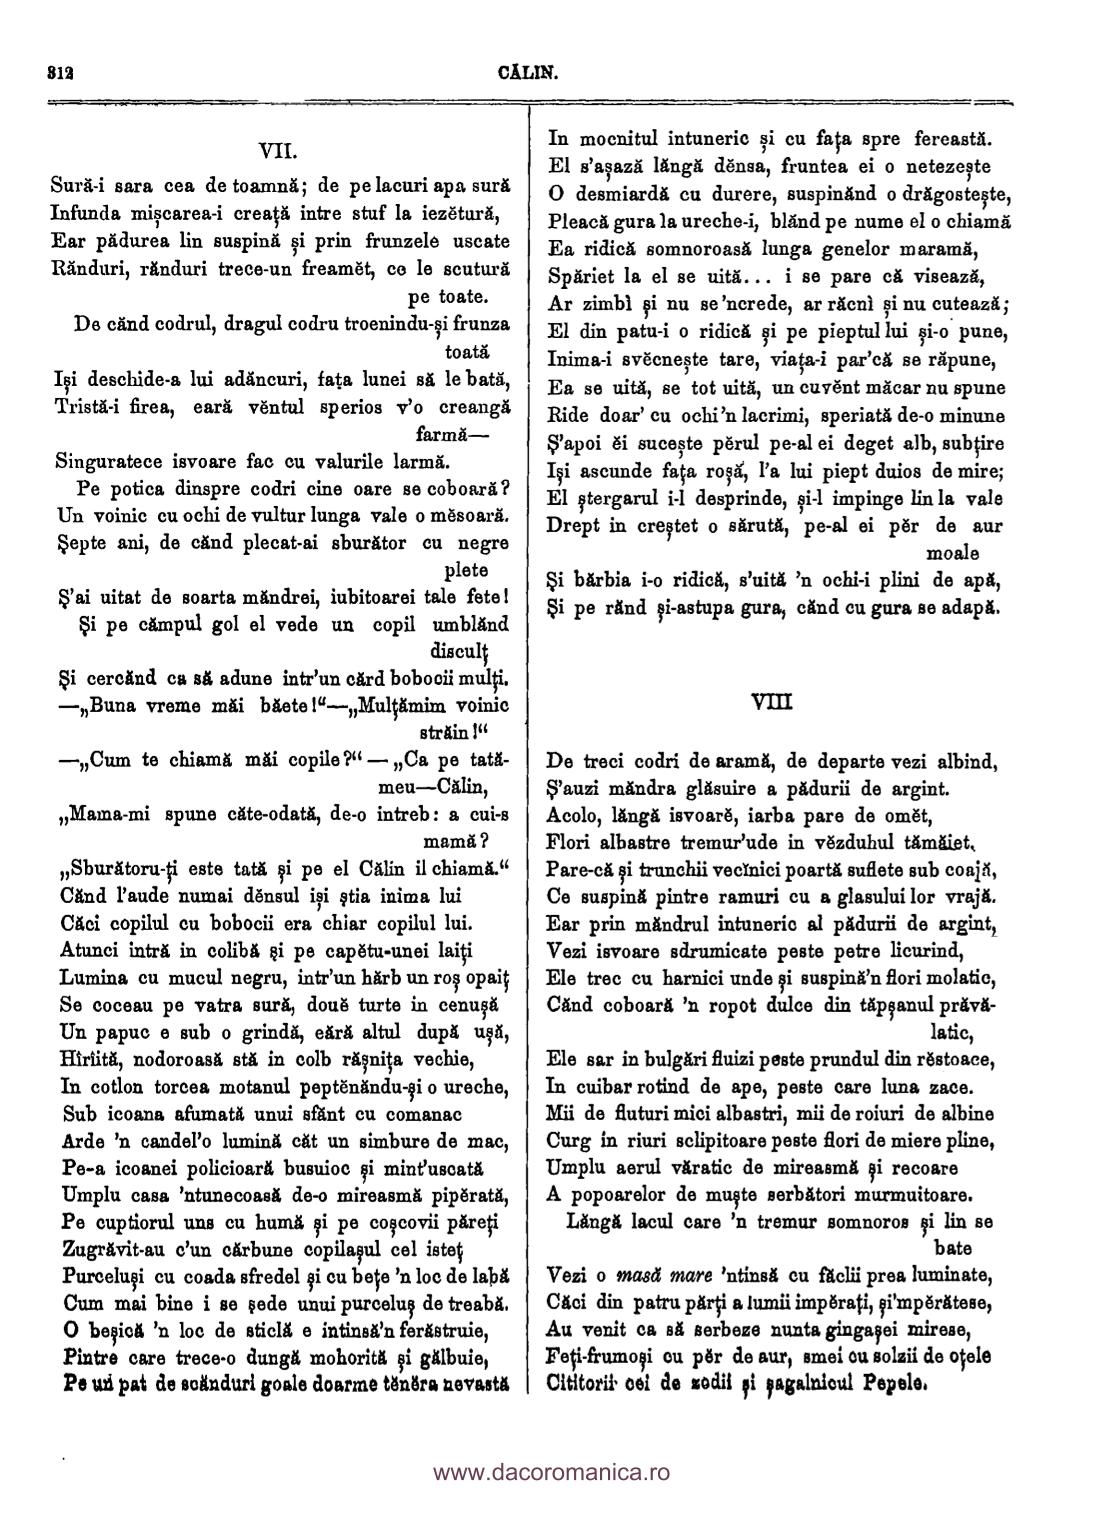 312
CĂLIN.
VII.
Sură-i sara cea de toamnă; de pe lacuri apa sură
Infunda mișcarea-i creață intre stuf la iezĕtură,
Ear pădurea lin suspină și prin frunzele uscate
Rănduri, rănduri trece-un freamĕt, ce le scutură
pe toate.
De cănd codrul, dragul codru troenindu-și frunza
toată
Iși deschide-a lui adăncuri, fața lunei să le bată,
Tristă-i firea, eară vĕntul sperios v'o creangă
farmă—
Singuratece isvoare fac cu valurile larmă.
Pe potica dinspre codri cine oare se coboară?
Un voinic cu ochi de vultur lunga vale o mĕsoară.
Șepte ani, de cănd plecat-ai sburător cu negre
plete
Ș'ai uitat de soarta măndrei, iubitoarei tale fete!
Și pe cămpul gol el vede un copil umblănd
disculț
Și cercănd ca să adune intr'un cărd bobocii mulți.
—„Buna vreme măi băete!“—„Mulțămim voinic
străin!“
—„Cum te chiamă măi copile?“ — „Ca pe tată-
meu—Călin,
„Mama-mi spune căte-odată, de-o intreb: a cui-s
mamă?
„Sburătoru-ți este tată și pe el Călin il chiamă.“
Cănd l'aude numai dĕnsul iși știa inima lui
Căci copilul cu bobocii era chiar copilul lui.
Atunci intră in colibă și pe capĕtu-unei laiți
Lumina cu mucul negru, intr'un hărb un roș opaiț
Se coceau pe vatra sură, douĕ turte in cenușă
Un papuc e sub o grindă, eără altul după ușă,
Hîrîită, nodoroasă stă in colb rășnița vechie,
In cotlon torcea motanul peptĕnăndu-și o ureche,
Sub icoana afumată unui sfănt cu comanac
Arde 'n candel'o lumină căt un simbure de mac,
Pe-a icoanei policioară busuioc și mint'uscată
Umplu casa 'ntunecoasă de-o mireasmă pipĕrată,
Pe cuptiorul uns cu humă și pe coșcovii păreți
Zugrăvit-au c'un cărbune copilașul cel isteț
Purceluși cu coada sfredel și cu bețe 'n loc de labă
Cum mai bine i se șede unui purceluș de treabă.
O beșică 'n loc de sticlă e intinsă'n ferăstruie,
Pintre care trece-o dungă mohorită și gălbuie,
Pe un pat de scănduri goale doarme tĕnĕra nevastă
In mocnitul intuneric și cu fața spre fereastă.
El s'așază lăngă dĕnsa, fruntea ei o netezește
O desmiardă cu durere, suspinănd o drăgostește,
Pleacă gura la ureche-i, blănd pe nume el o chiamă
Ea ridică somnoroasă lunga genelor maramă,
Spăriet la el se uită... i se pare că visează,
Ar zimbì și nu se 'ncrede, ar răcnì și nu cutează;
El din patu-i o ridică și pe pieptul lui și-o pune,
Inima-i svĕcnește tare, viața-i par'că se răpune,
Ea se uită, se tot uită, un cuvĕnt măcar nu spune
Ride doar' cu ochi'n lacrimi, speriată de-o minune
Ș'apoi ĕi sucește pĕrul pe-al ei deget alb, subțire
Iși ascunde fața roșă, l'a lui piept duios de mire;
El ștergarul i-l desprinde, și-l impinge lin la vale
Drept in creștet o sărută, pe-al ei pĕr de aur
moale
Și bărbia i-o ridică, s'uită 'n ochi-i plini de apă,
Și pe rănd și-astupa gura, cănd cu gura se adapă.
VIII
De treci codri de aramă, de departe vezi albind,
Ș'auzi măndra glăsuire a pădurii de argint.
Acolo, lăngă isvoarĕ, iarba pare de omĕt,
Flori albastre tremur'ude in vĕzduhul tămăiet,
Pare-că și trunchii vecĭnici poartă suflete sub coajă,
Ce suspină pintre ramuri cu a glasului lor vrajă.
Ear prin măndrul intuneric al pădurii de argint,
Vezi isvoare sdrumicate peste petre licurind,
Ele trec cu harnici unde și suspină'n flori molatic,
Cănd coboară 'n ropot dulce din tăpșanul prăvă-
latic,
Ele sar in bulgări fluizi peste prundul din rĕstoace,
In cuibar rotind de ape, peste care luna zace.
Mii de fluturi mici albastri, mii de roiuri de albine
Curg în riuri sclipitoare peste flori de miere pline,
Umplu aerul văratic de mireasmă și recoare
A popoarelor de muște serbători murmuitoare.
Lăngă lacul care 'n tremur somnoros și lin se
bate
Vezi o masă mare 'ntinsă cu făclii prea luminate,
Căci din patru părți a lumii impĕrați, și'mpĕrătese,
Au venit ca să serbeze nunta gingașei mirese,
Feți-frumoși cu pĕr de aur, smei cu solzii de oțele
Cititorii cei de zodii și șagalnicul Pepele.
www.dacoromanica.ro